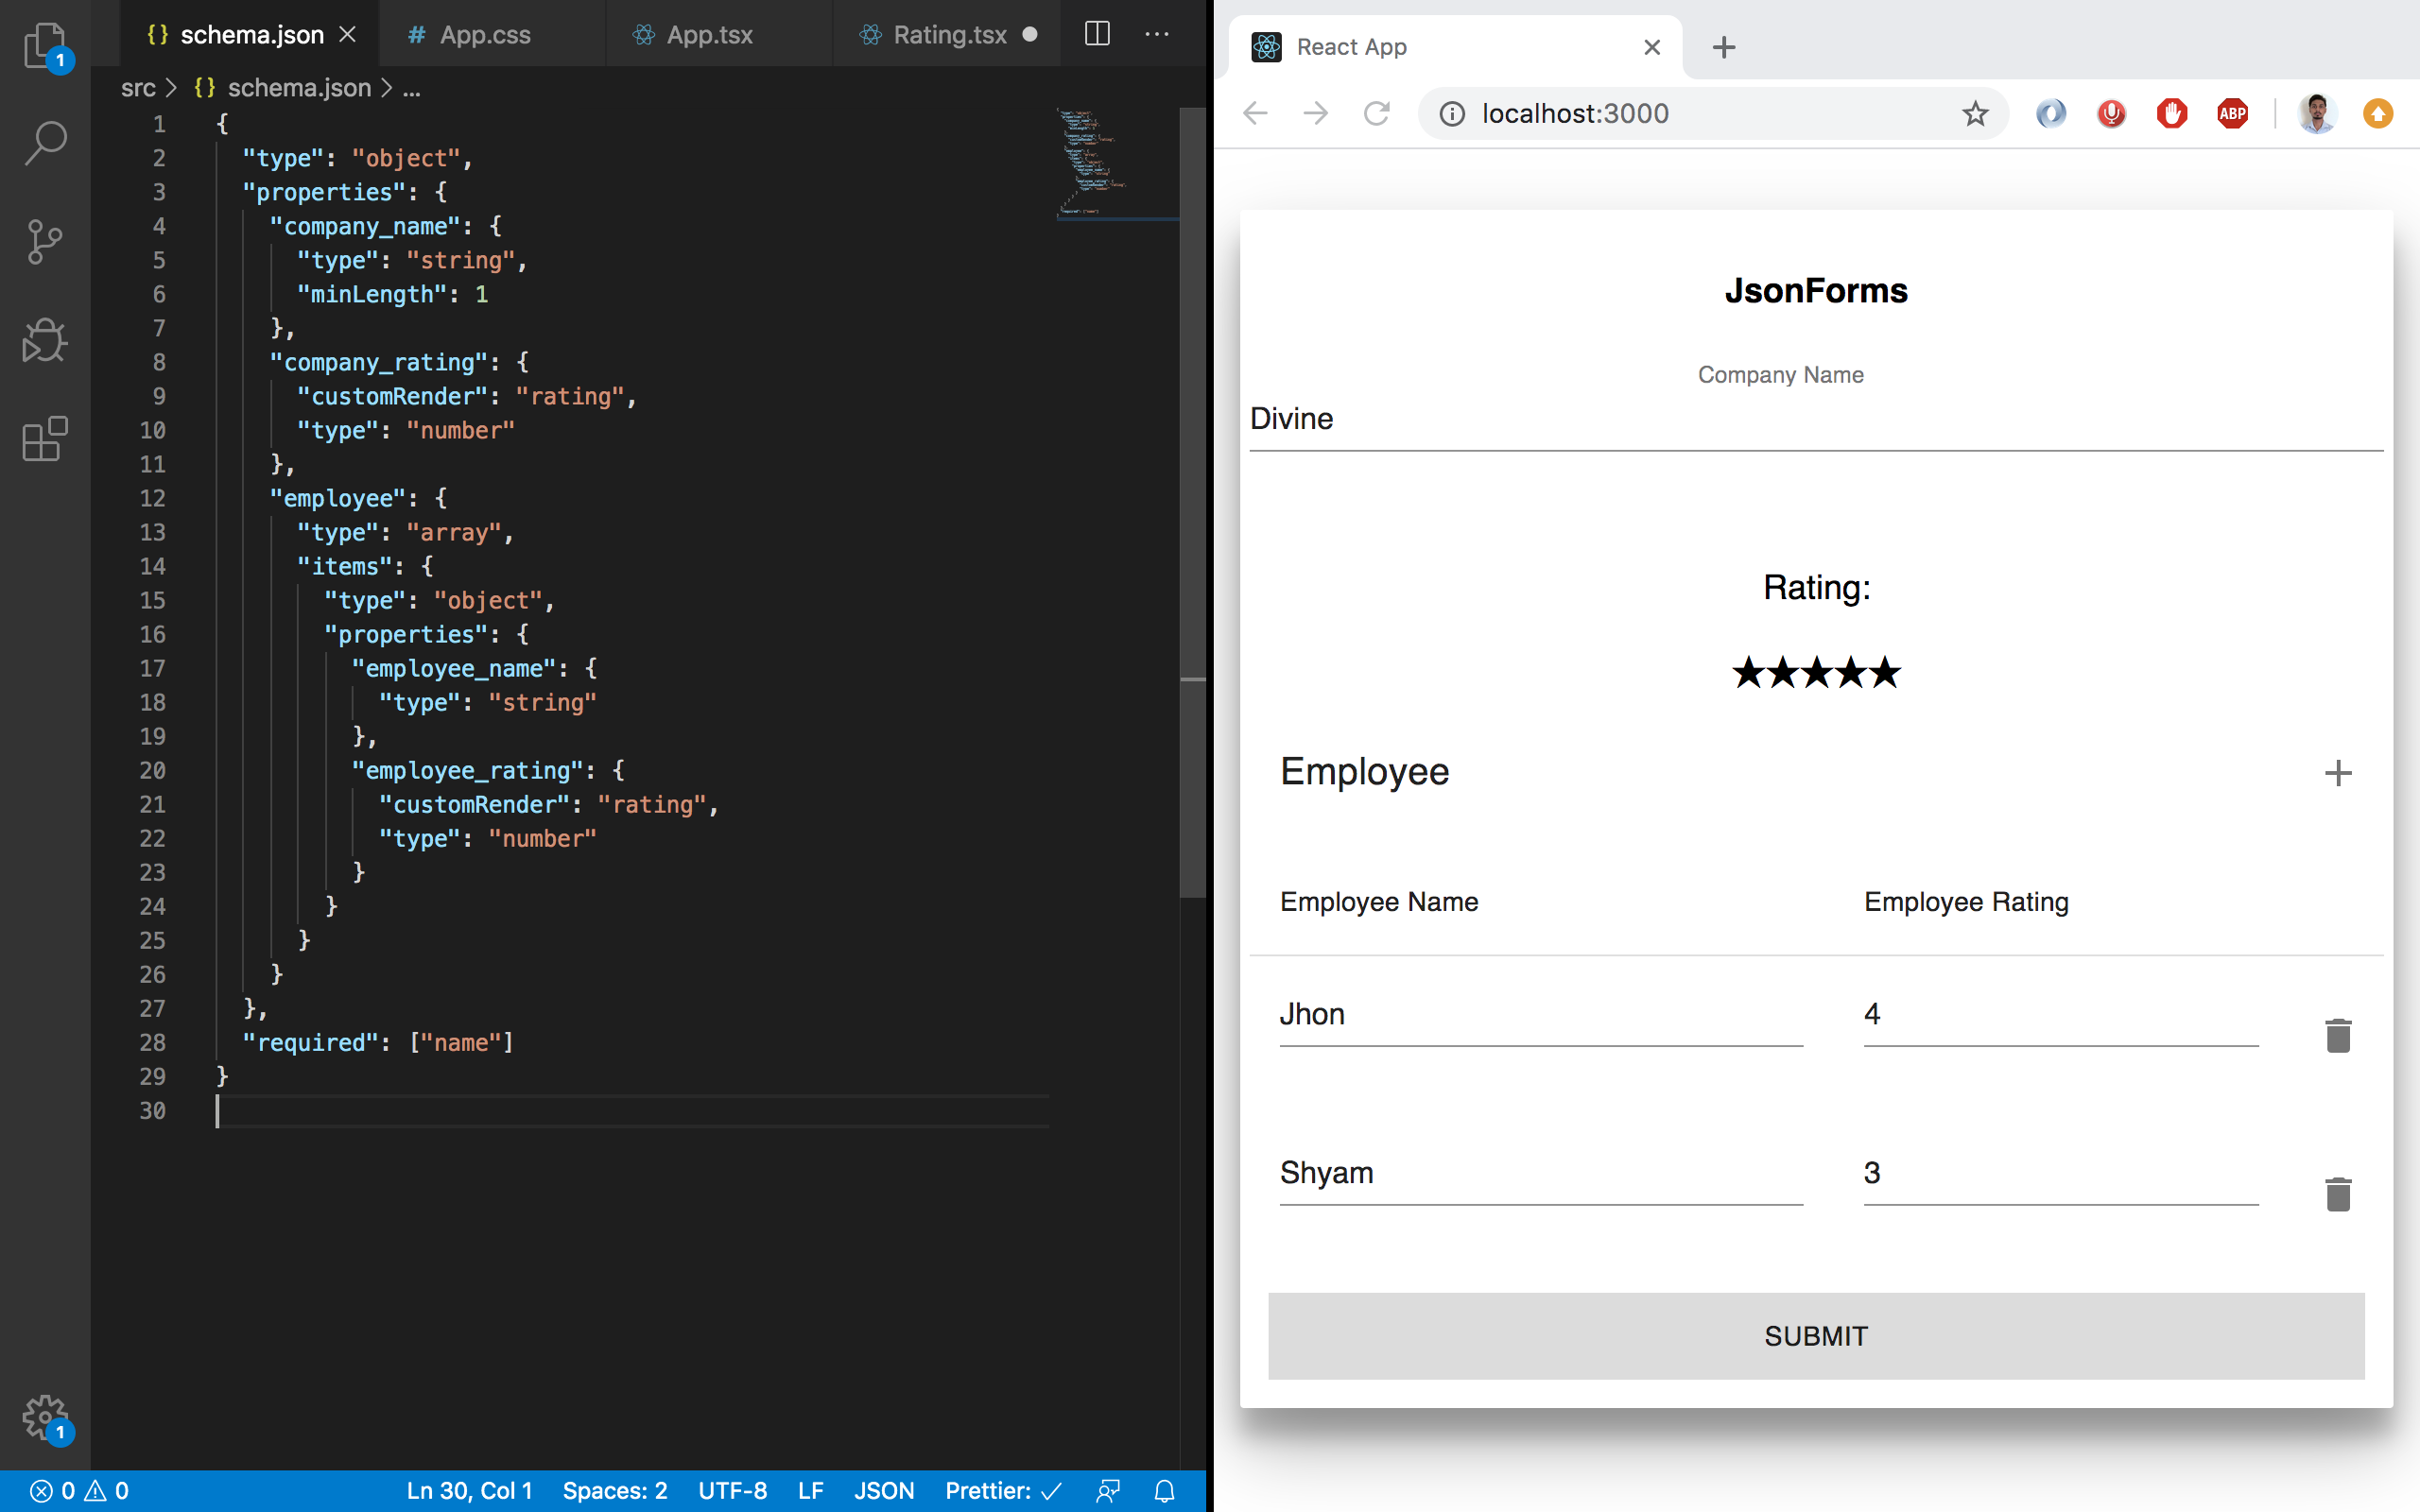 1
{} schema.json
# App.css
App.tsx
Rating.tsx
src > {} schema.json > ...
1 {
2 "type": "object",
3 "properties": {
4 "company_name": {
5 "type": "string",
6 "minLength": 1
7 },
8 "company_rating": {
9 "customRender": "rating",
10 "type": "number"
11 },
12 "employee": {
13 "type": "array",
14 "items": {
15 "type": "object",
16 "properties": {
17 "employee_name": {
18 "type": "string"
19 },
20 "employee_rating": {
21 "customRender": "rating",
22 "type": "number"
23 }
24 }
25 }
26 }
27 },
28 "required": ["name"]
29 }
30
1
0 0 Ln 30, Col 1 Spaces: 2 UTF-8 LF JSON Prettier: ✓
React App
localhost:3000
ABP
JsonForms
Company Name
Divine
Rating:
★★★★★
Employee +
Employee Name Employee Rating
Jhon 4
Shyam 3
SUBMIT